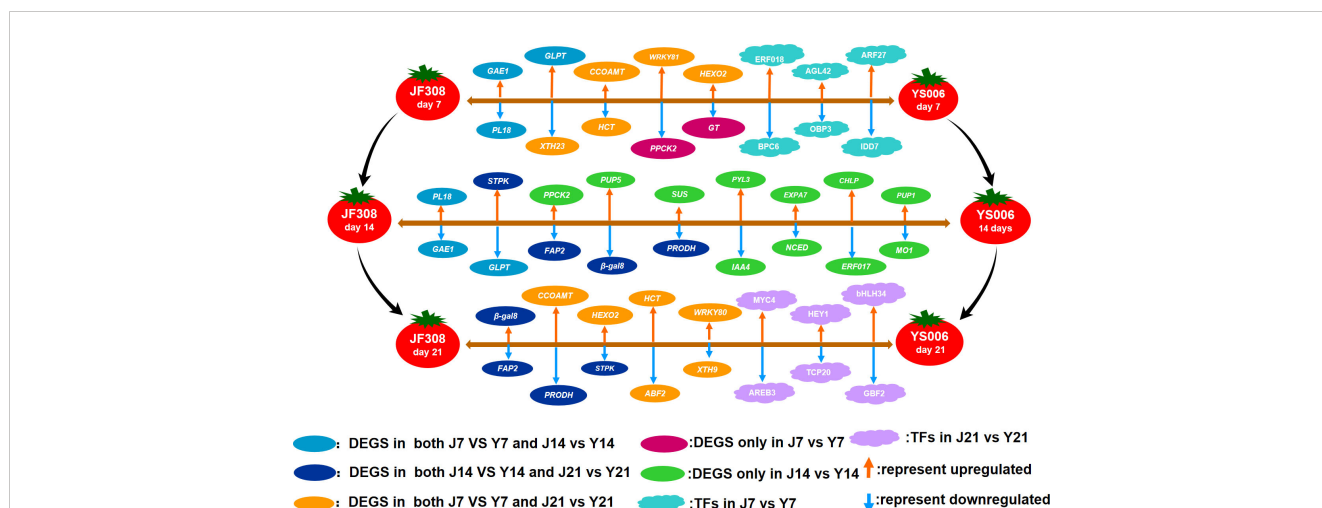 GLPT
WRKY81
ERF018
ARF27
GAE1
CCOAMT
HEXO2
AGL42
JF308
day 7
YS006
day 7
PL18
HCT
GT
OBP3
XTH23
PPCK2
BPC6
IDD7
STPK
PUP5
PYL3
CHLP
PL18
PPCK2
SUS
EXPA7
PUP1
JF308
day 14
YS006
14 days
GAE1
FAP2
PRODH
NCED
MO1
GLPT
β-gal8
IAA4
ERF017
CCOAMT
HCT
MYC4
bHLH34
β-gal8
HEXO2
WRKY80
HEY1
JF308
day 21
YS006
day 21
FAP2
STPK
XTH9
TCP20
PRODH
ABF2
AREB3
GBF2
: DEGS in both J7 VS Y7 and J14 vs Y14
:DEGS only in J7 vs Y7
:TFs in J21 vs Y21
: DEGS in both J14 VS Y14 and J21 vs Y21
:DEGS only in J14 vs Y14
:represent upregulated
: DEGS in both J7 VS Y7 and J21 vs Y21
:TFs in J7 vs Y7
:represent downregulated